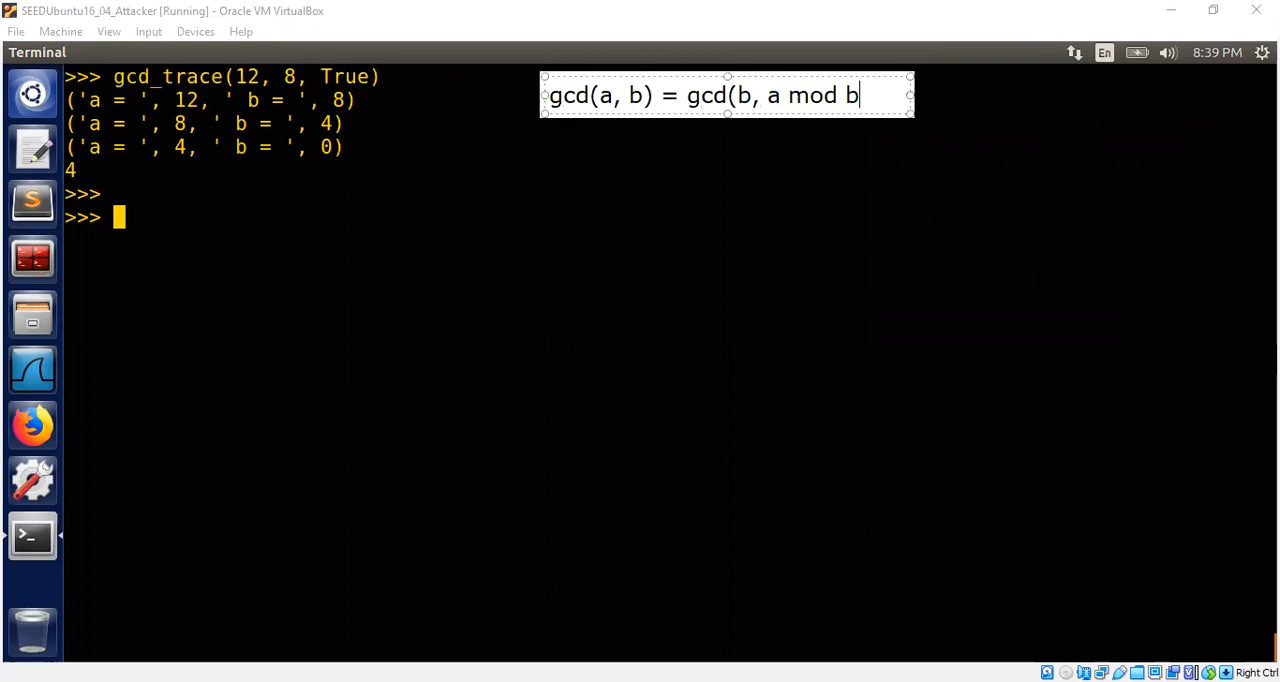 SEEDUbuntu16_04_Attacker [Running] - Oracle VM VirtualBox
File Machine View Input Devices Help
Terminal En 8:39 PM
>>> gcd_trace(12, 8, True)
('a = ', 12, ' b = ', 8)
('a = ', 8, ' b = ', 4)
('a = ', 4, ' b = ', 0)
4
>>>
>>>
gcd(a, b) = gcd(b, a mod b
Right Ctrl